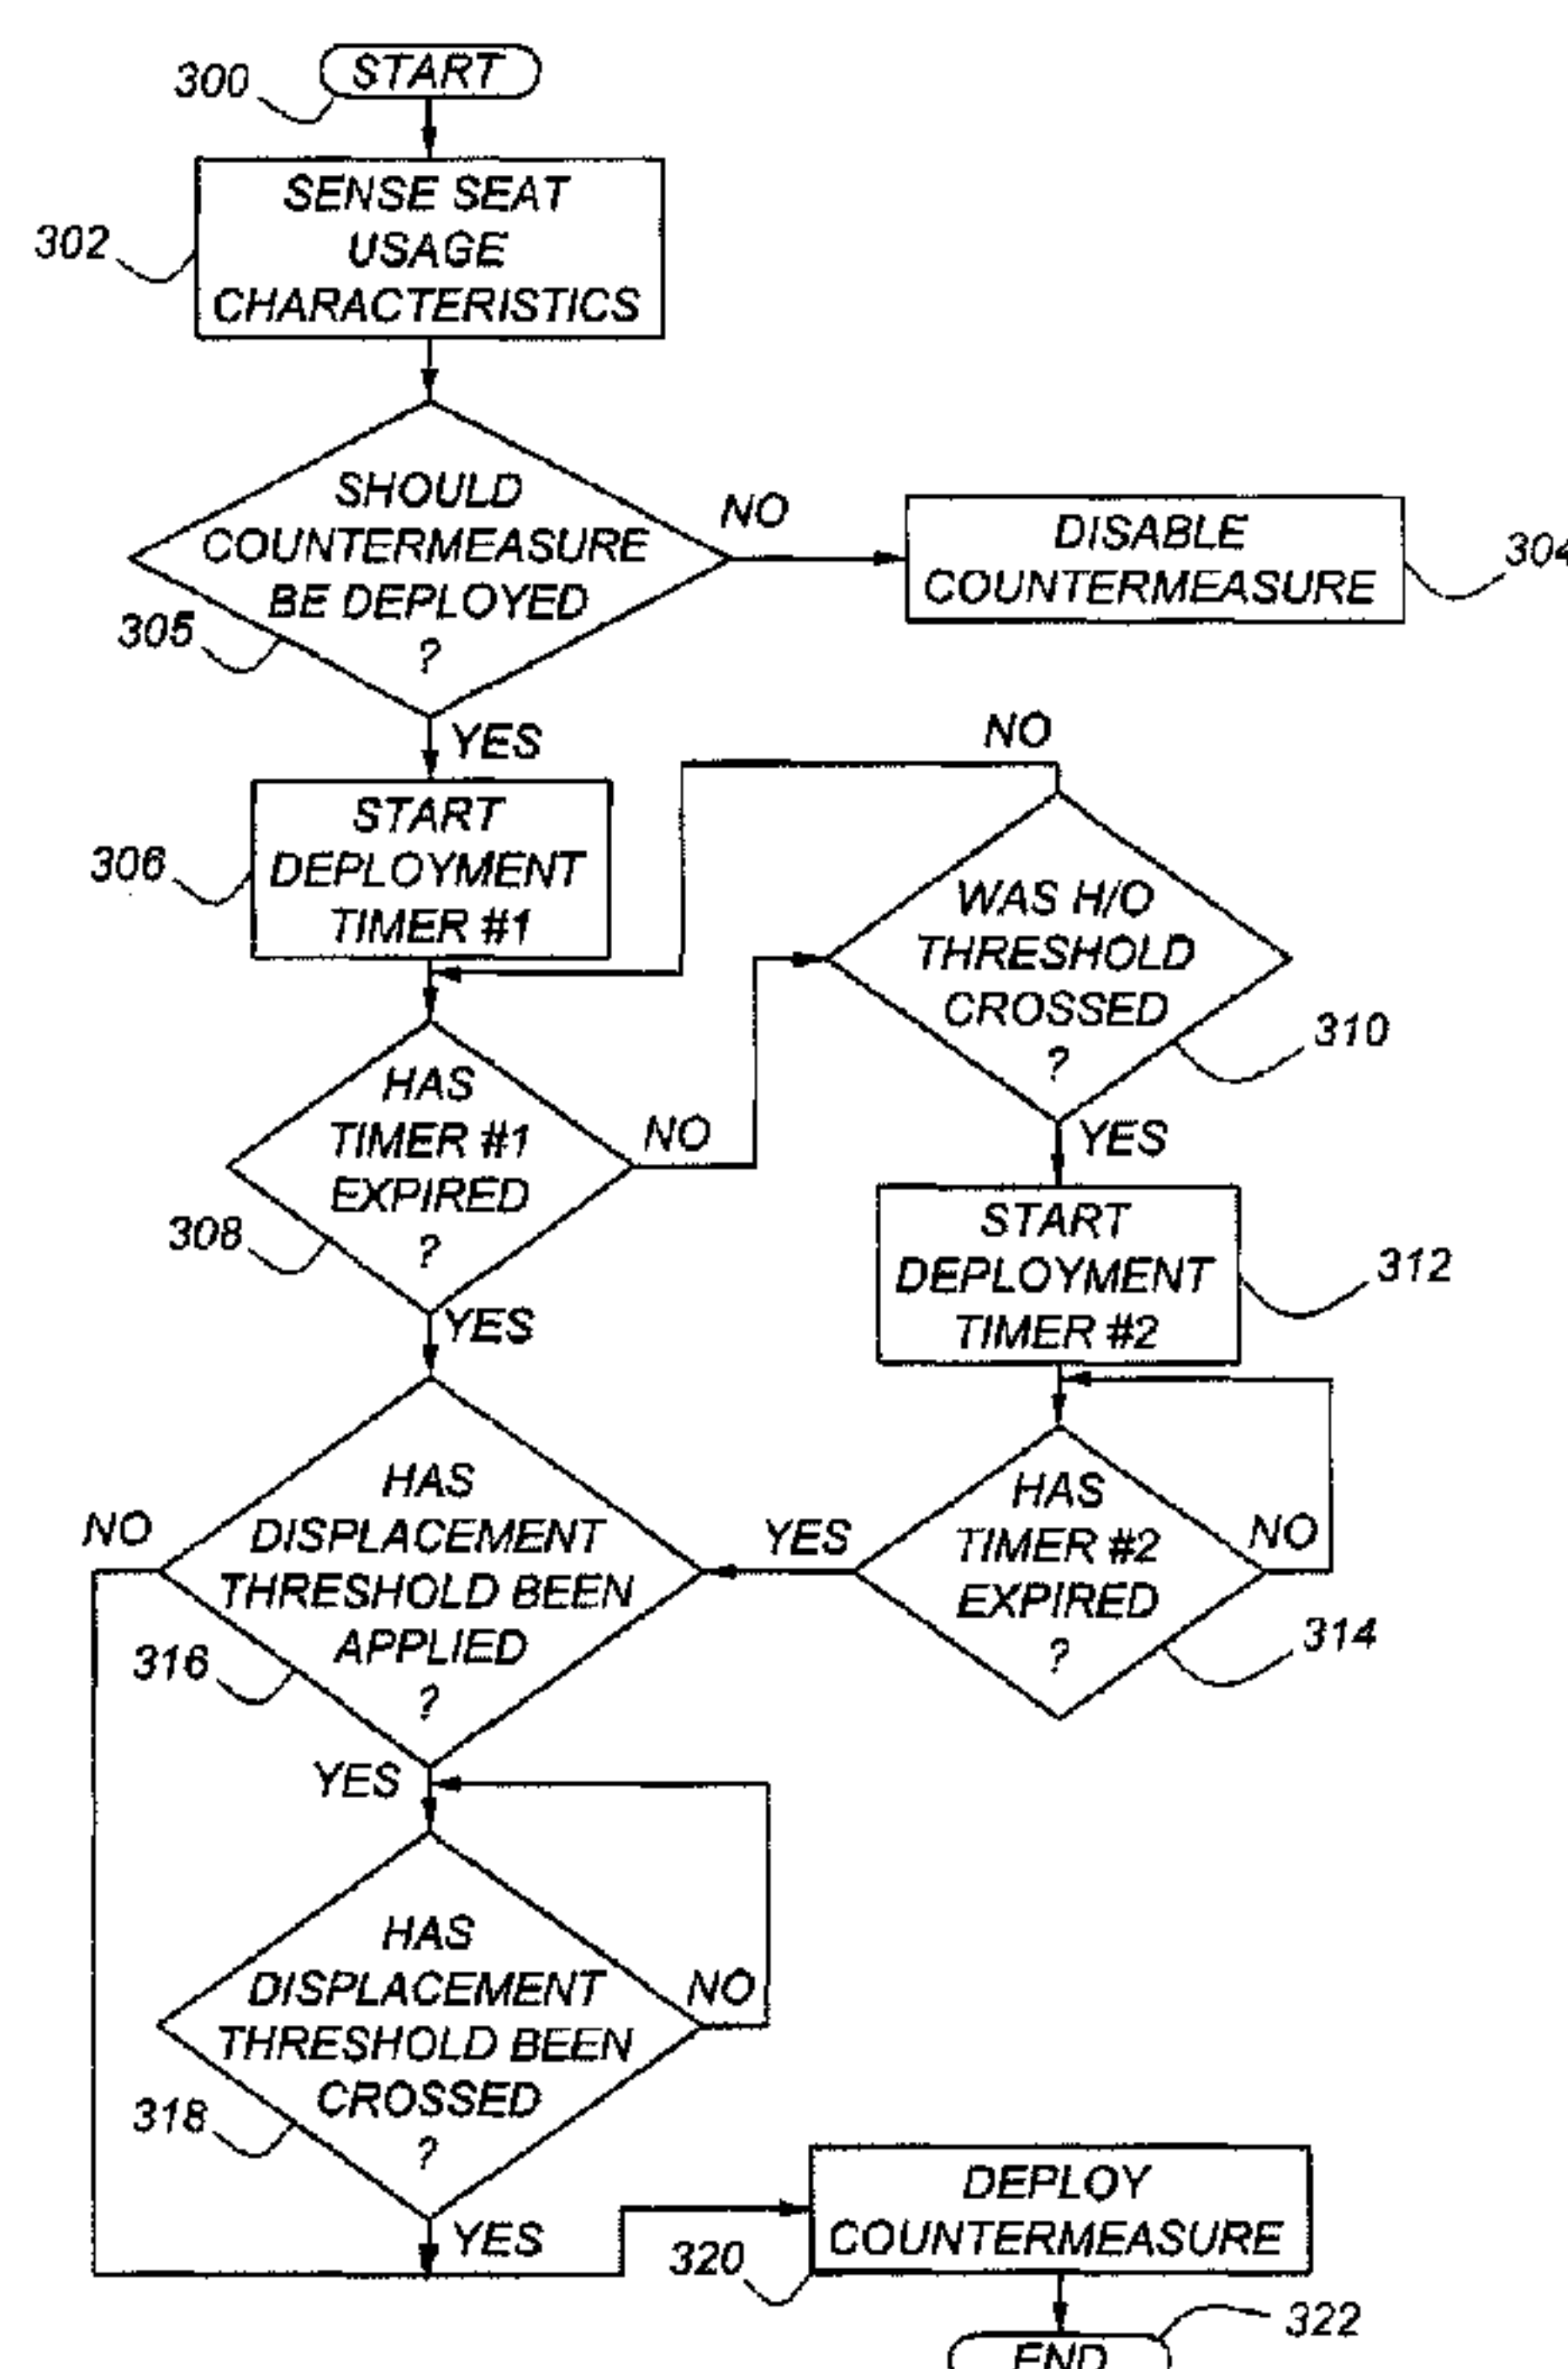 300
START
302
SENSE SEAT
USAGE
CHARACTERISTICS
SHOULD
COUNTERMEASURE
BE DEPLOYED
?
305
NO
DISABLE
COUNTERMEASURE
304
YES
306
START
DEPLOYMENT
TIMER #1
NO
WAS H/O
THRESHOLD
CROSSED
?
310
HAS
TIMER #1
EXPIRED
?
308
NO
YES
YES
START
DEPLOYMENT
TIMER #2
312
HAS
DISPLACEMENT
THRESHOLD BEEN
APPLIED
?
316
NO
YES
HAS
TIMER #2
EXPIRED
?
314
NO
YES
HAS
DISPLACEMENT
THRESHOLD BEEN
CROSSED
?
318
NO
YES
DEPLOY
COUNTERMEASURE
320
END
322